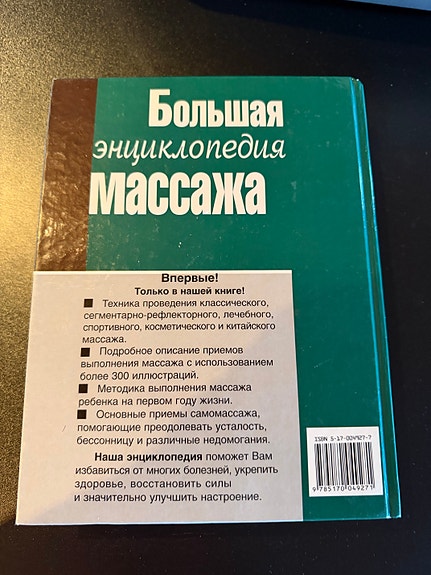 Большая
энциклопедия
массажа
Впервые!
Только в нашей книге!
■ Техника проведения классического,
сегментарно-рефлекторного, лечебного,
спортивного, косметического и китайского
массажа.
■ Подробное описание приемов
выполнения массажа с использованием
более 300 иллюстраций.
■ Методика выполнения массажа
ребенка на первом году жизни.
■ Основные приемы самомассажа,
помогающие преодолевать усталость,
бессонницу и различные недомогания.
Наша энциклопедия поможет Вам
избавиться от многих болезней, укрепить
здоровье, восстановить силы
и значительно улучшить настроение.
ISBN 5-17-004927-7
9 785170 049271